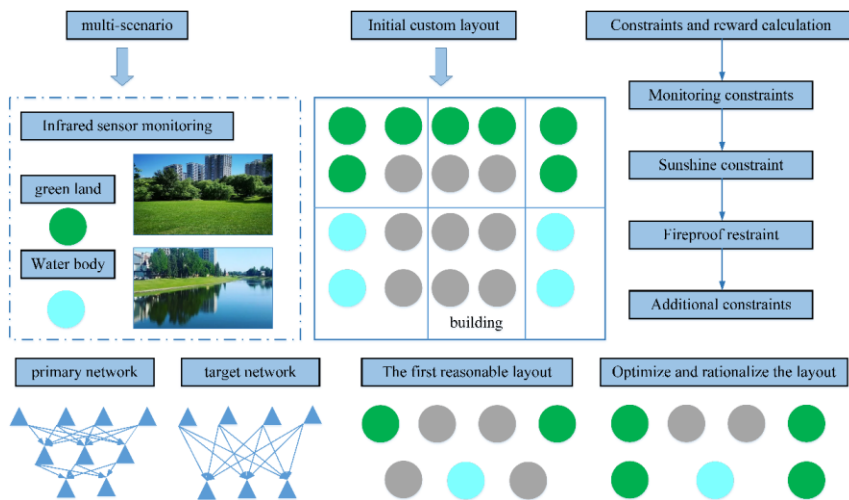 multi-scenario
Initial custom layout
Constraints and reward calculation
Infrared sensor monitoring
green land
Water body
building
Monitoring constraints
Sunshine constraint
Fireproof restraint
Additional constraints
primary network
target network
The first reasonable layout
Optimize and rationalize the layout